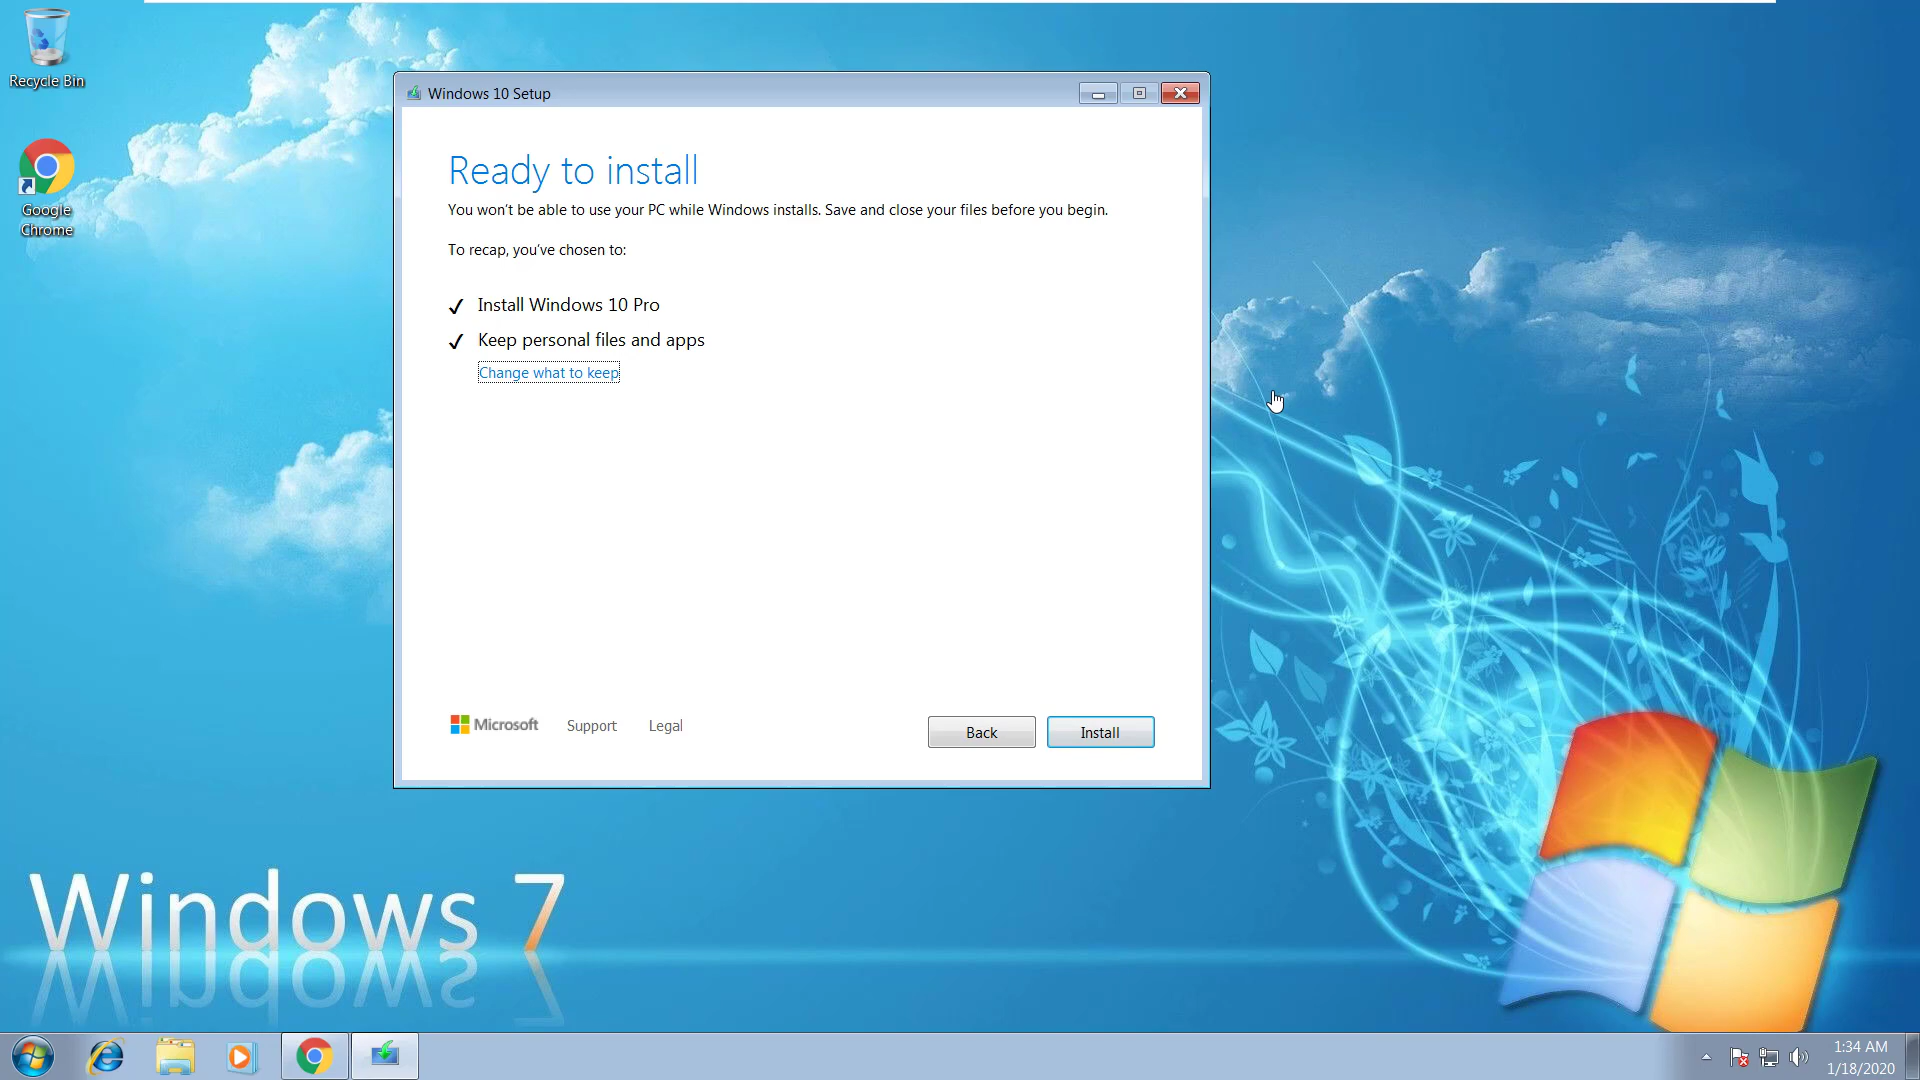 Recycle Bin
Google
Chrome
Windows 10 Setup
Ready to install
You won't be able to use your PC while Windows installs. Save and close your files before you begin.
To recap, you've chosen to:
Install Windows 10 Pro
Keep personal files and apps
Change what to keep
Microsoft
Support
Legal
Back
Install
Windows 7
1:34 AM
1/18/2020